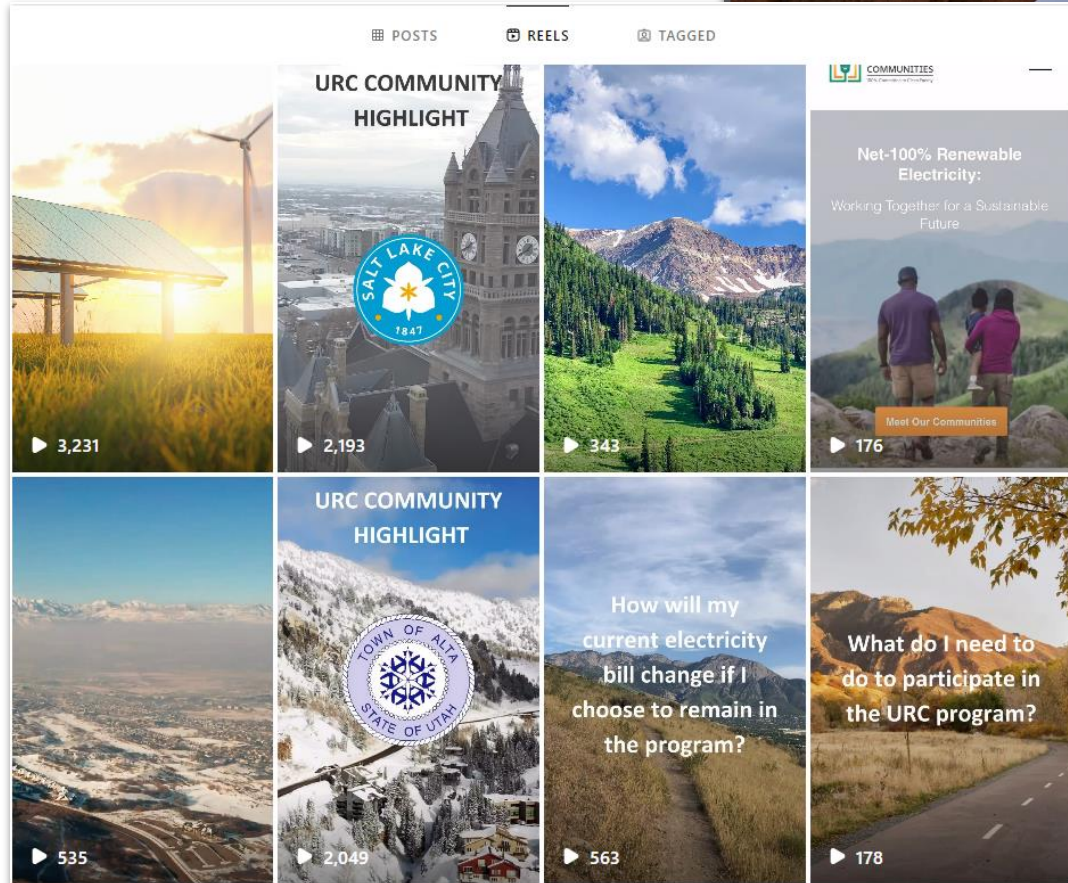 POSTS
REELS
TAGGED
URC COMMUNITY
HIGHLIGHT
SALT LAKE CITY
1847
COMMUNITIES
Net-100% Renewable
Electricity:
Working Together for a Sustainable
Future
Meet Our Communities
3,231
2,193
343
176
URC COMMUNITY
HIGHLIGHT
TOWN OF ALTA
STATE OF UTAH
How will my
current electricity
bill change if I
choose to remain in
the program?
What do I need to
do to participate in
the URC program?
535
2,049
563
178